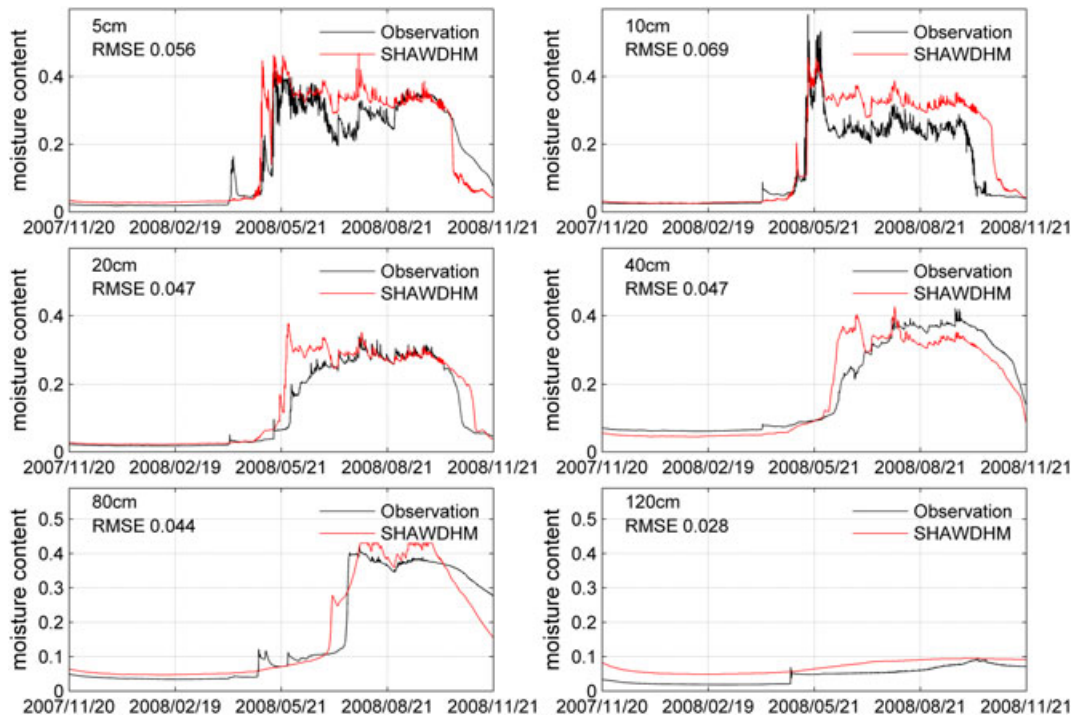 5cm
RMSE 0.056
Observation
SHAWDHM
moisture content
0.4
0.2
0
2007/11/20 2008/02/19 2008/05/21 2008/08/21 2008/11/21
10cm
RMSE 0.069
Observation
SHAWDHM
moisture content
0.4
0.2
0
2007/11/20 2008/02/19 2008/05/21 2008/08/21 2008/11/21
20cm
RMSE 0.047
Observation
SHAWDHM
moisture content
0.4
0.2
0
2007/11/20 2008/02/19 2008/05/21 2008/08/21 2008/11/21
40cm
RMSE 0.047
Observation
SHAWDHM
moisture content
0.4
0.2
0
2007/11/20 2008/02/19 2008/05/21 2008/08/21 2008/11/21
80cm
RMSE 0.044
Observation
SHAWDHM
moisture content
0.5
0.4
0.3
0.2
0.1
0
2007/11/20 2008/02/19 2008/05/21 2008/08/21 2008/11/21
120cm
RMSE 0.028
Observation
SHAWDHM
moisture content
0.5
0.4
0.3
0.2
0.1
0
2007/11/20 2008/02/19 2008/05/21 2008/08/21 2008/11/21